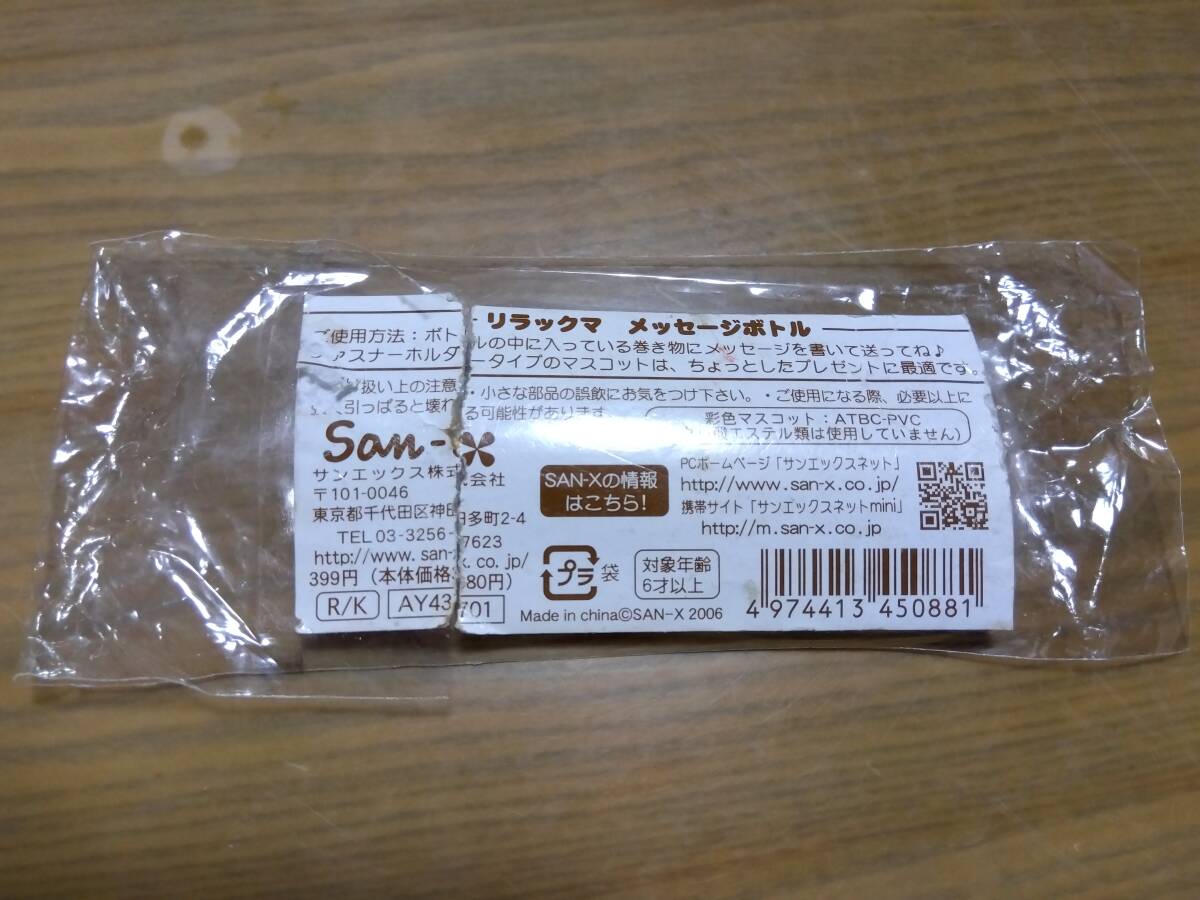 リラックマ メッセージボトル
ご使用方法：ボトルの中に入っている巻き物にメッセージを書いて送ってね♪
ファスナーホルダータイプのマスコットは、ちょっとしたプレゼントに最適です。
り扱い上の注意・小さな部品の誤飲にお気をつけ下さい。・ご使用になる際、必要以上に
引っぱると壊れる可能性があります。
彩色マスコット：ATBC-PVC
酸エステル類は使用していません)
San-X
サンエックス株式会社
〒101-0046
東京都千代田区神田多町2-4
TEL 03-3256-7623
http://www.san-x.co.jp/
399円（本体価格380円）
R/K
AY43701
SAN-Xの情報
はこちら!
PCホームページ「サンエックスネット」
http://www.san-x.co.jp/
携帯サイト「サンエックスネットmini」
http://m.san-x.co.jp
プラ
袋
対象年齢
6才以上
Made in china©SAN-X 2006
4 974413 450881